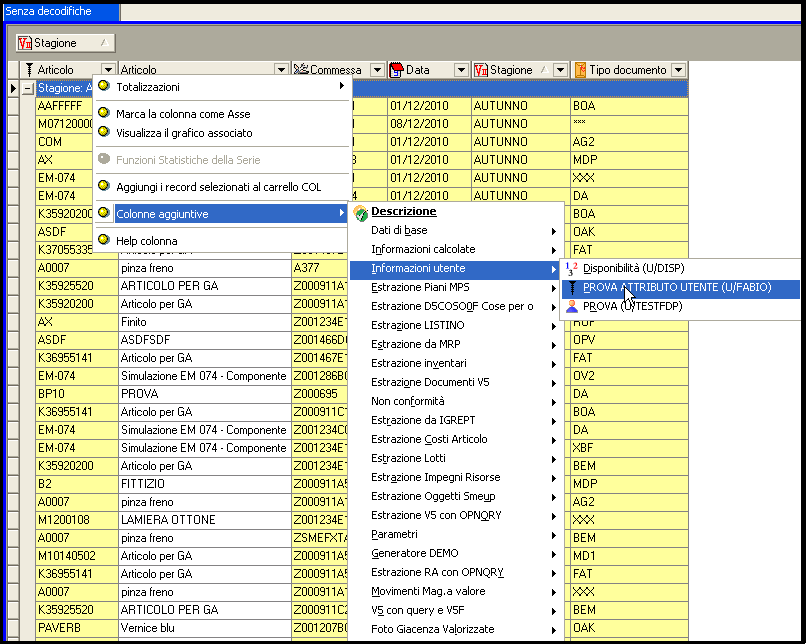 Senza decodifiche
Stagione
Articolo Articolo Commessa Data Stagione Tipo documento
Stagione: A
AAFFFFF 01/12/2010 AUTUNNO BOA
M07120000 08/12/2010 AUTUNNO ***
COM 01/12/2010 AUTUNNO AG2
AX 01/12/2010 AUTUNNO MDP
EM-074 01/12/2010 AUTUNNO XXX
EM-074 01/12/2010 AUTUNNO DA
K35920200 BOA
ASDF OAK
K37055335 FAT
A0007 pinza freno A377
K35925520 ARTICOLO PER GA Z000911A
K35920200 Articolo per GA Z000911A
AX Finito Z001234E
ASDF ASDFSDF Z001466D OPV
K36955141 Articolo per GA Z001467E FAT
EM-074 Simulazione EM 074 - Componente Z001286B OV2
BP10 PROVA Z000695 DA
K36955141 Articolo per GA Z000911C BOA
EM-074 Simulazione EM 074 - Componente Z001234C DA
EM-074 Simulazione EM 074 - Componente Z001234E XBF
K35920200 Articolo per GA Z001234E BEM
B2 FITTIZIO Z000911A MDP
A0007 pinza freno Z000911A AG2
M1200108 LAMIERA OTTONE Z001234E XXX
A0007 pinza freno ZSMEFXTA BEM
M10140502 Articolo per GA Z000911A MD1
K36955141 Articolo per GA Z000911A FAT
A0007 pinza freno Z000911A XXX
K35925520 ARTICOLO PER GA Z000911C BEM
PAVERB Vernice blu Z001207B OAK
Totalizzazioni
Marca la colonna come Asse
Visualizza il grafico associato
Funzioni Statistiche della Serie
Aggiungi i record selezionati al carrello COL
Colonne aggiuntive
Help colonna
Descrizione
Dati di base
Informazioni calcolate
Informazioni utente
Estrazione Piani MPS
Estrazione D5COSO0F Cose per o
Estrazione LISTINO
Estrazione da MRP
Estrazione inventari
Estrazione Documenti V5
Non conformità
Estrazione da IGREPT
Estrazione Costi Articolo
Estrazione Lotti
Estrazione Impegni Risorse
Estrazione Oggetti Smeup
Estrazione V5 con OPNQRY
Parametri
Generatore DEMO
Estrazione RA con OPNQRY
Movimenti Mag.a valore
V5 con query e V5F
Foto Giacenza Valorizzate
Disponibilità (U/DISP)
PROVA ATTRIBUTO UTENTE (U/FABIO)
PROVA (U/TESTFDP)